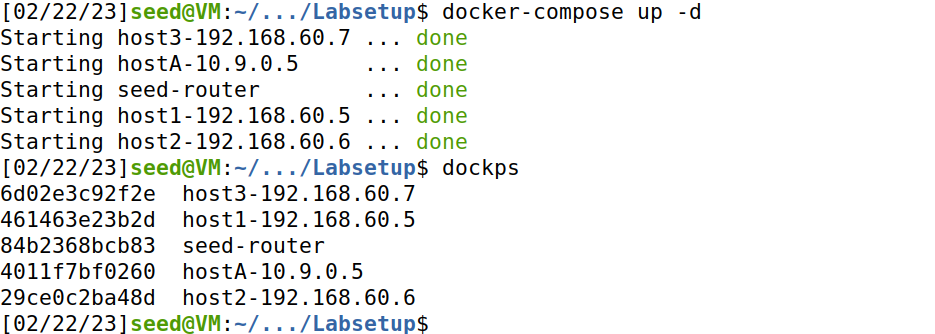 [02/22/23]seed@VM:~/.../Labsetup$ docker-compose up -d
Starting host3-192.168.60.7 ... done
Starting hostA-10.9.0.5     ... done
Starting seed-router        ... done
Starting host1-192.168.60.5 ... done
Starting host2-192.168.60.6 ... done
[02/22/23]seed@VM:~/.../Labsetup$ dockps
6d02e3c92f2e  host3-192.168.60.7
461463e23b2d  host1-192.168.60.5
84b2368bcb83  seed-router
4011f7bf0260  hostA-10.9.0.5
29ce0c2ba48d  host2-192.168.60.6
[02/22/23]seed@VM:~/.../Labsetup$